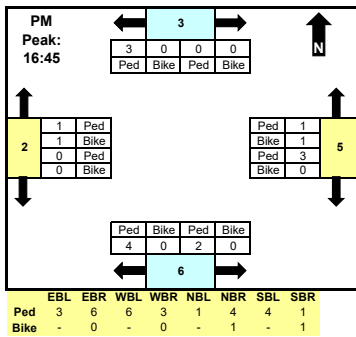 PM
Peak:
16:45
3
N
3 0 0 0
Ped Bike Ped Bike
2
1 Ped
1 Bike
0 Ped
0 Bike
Ped 1
Bike 1
Ped 3
Bike 0
5
Ped Bike Ped Bike
4 0 2 0
6
EBL EBR WBL WBR NBL NBR SBL SBR
Ped 3 6 6 3 1 4 4 1
Bike - 0 - 0 - 1 - 1